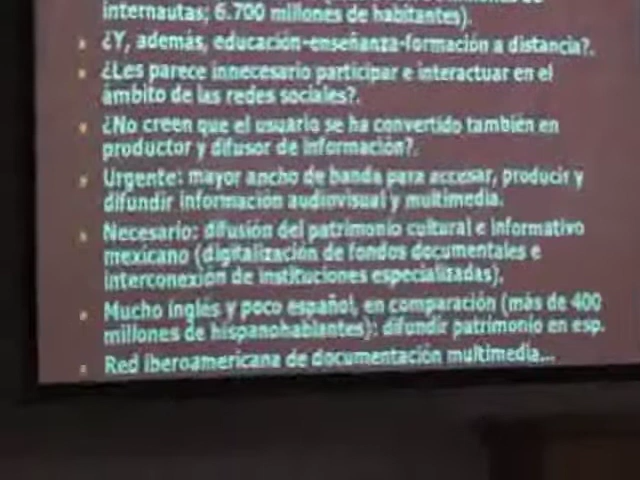 internautas; 6.700 millones de habitantes).
¿Y, además, educación-enseñanza-formación a distancia?.
¿Les parece innecesario participar e interactuar en el
ámbito de las redes sociales?.
¿No creen que el usuario se ha convertido también en
productor y difusor de información?.
Urgente: mayor ancho de banda para accesar, producir y
difundir información audiovisual y multimedia.
Necesario: difusión del patrimonio cultural e informativo
mexicano (digitalización de fondos documentales e
interconexión de instituciones especializadas).
Mucho inglés y poco español, en comparación (más de 400
millones de hispanohablantes): difundir patrimonio en esp.
Red iberoamericana de documentación multimedia...